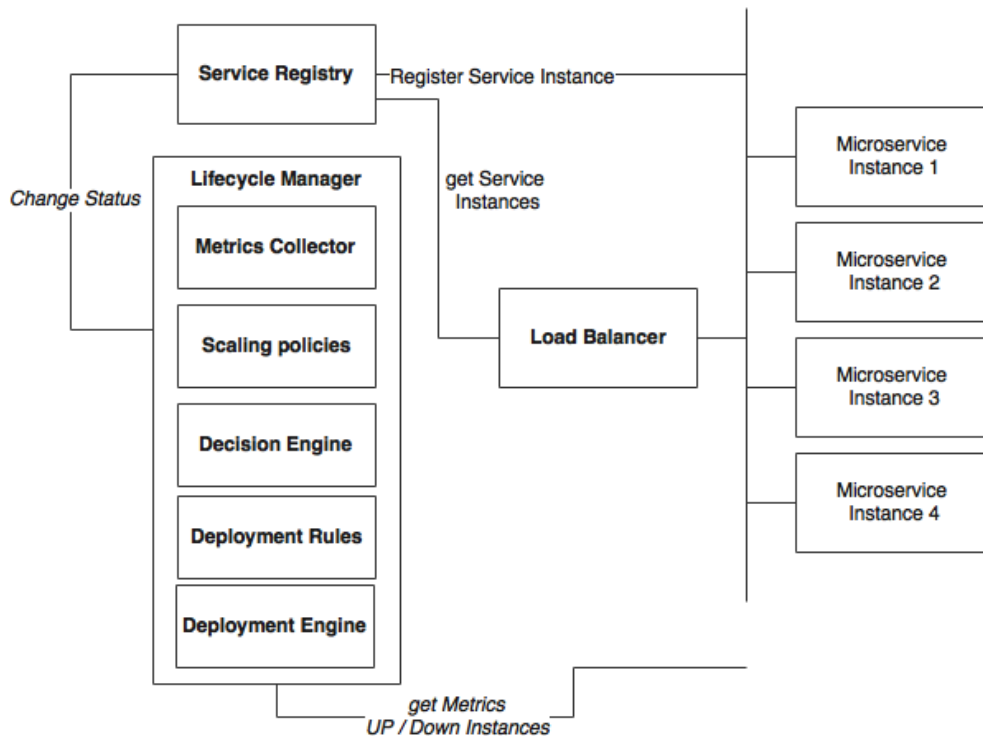 Service Registry
Register Service Instance
Change Status
Lifecycle Manager
Metrics Collector
Scaling policies
Decision Engine
Deployment Rules
Deployment Engine
get Service
Instances
Load Balancer
Microservice
Instance 1
Microservice
Instance 2
Microservice
Instance 3
Microservice
Instance 4
get Metrics
UP / Down Instances